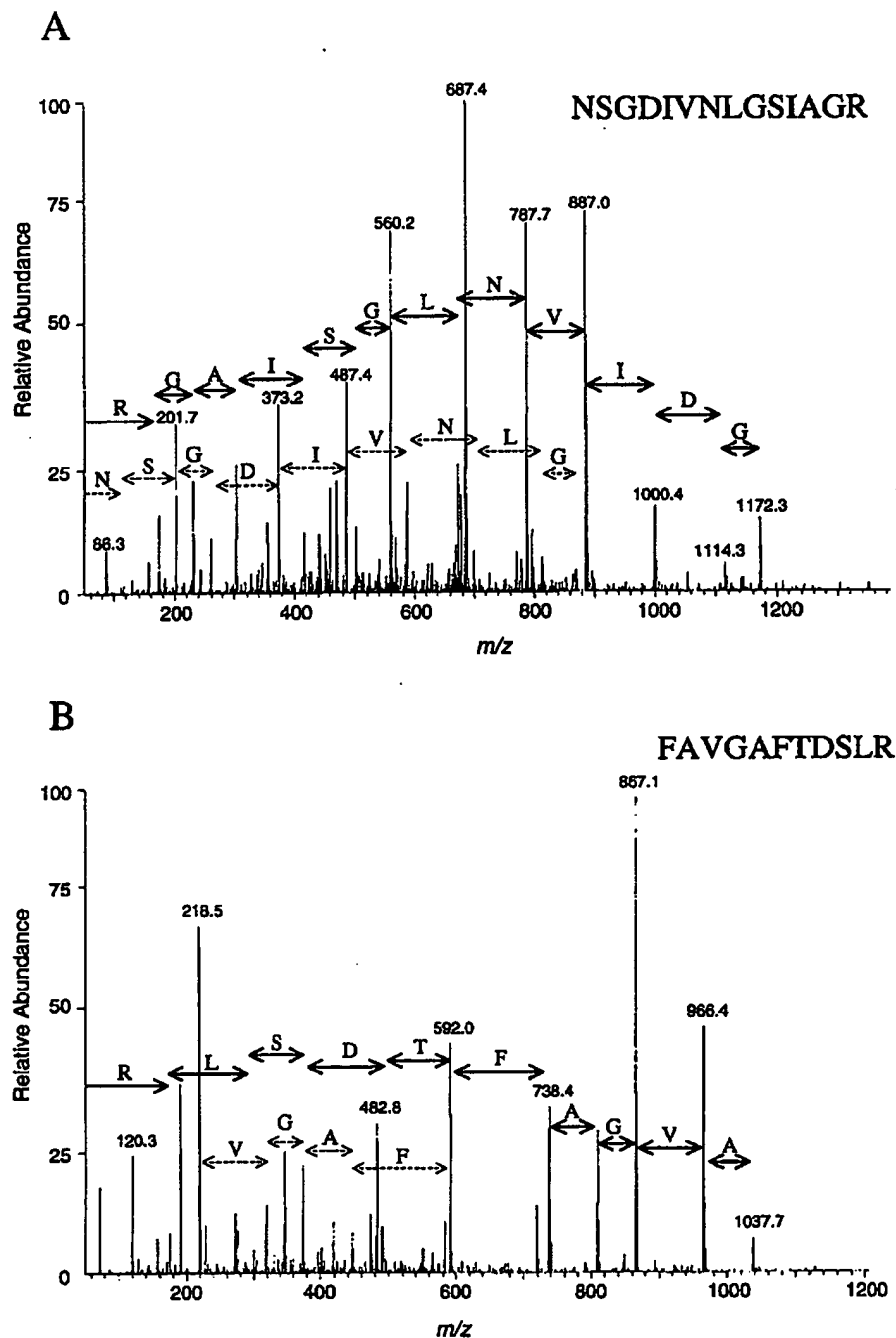 A
NSGDIVNLGSIAGR
Relative Abundance
100
75
50
25
0
687.4
560.2
787.7
887.0
N
L
G
V
S
I
A
G
R
487.4
373.2
201.7
I
D
G
N
S
G
D
I
V
N
L
G
86.3
1000.4
1114.3
1172.3
200
400
600
800
1000
1200
m/z
B
FAVGAFTDSLR
Relative Abundance
100
75
50
25
0
867.1
218.5
966.4
592.0
R
L
S
D
T
F
738.4
A
G
V
A
120.3
482.8
V
G
A
F
1037.7
200
400
600
800
1000
1200
m/z